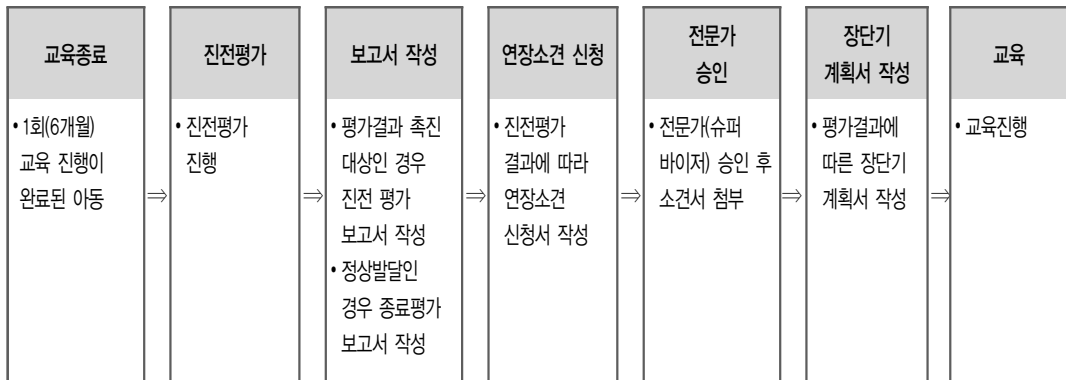 교육종료
• 1회(6개월)
교육 진행이
완료된 아동
⇒
진전평가
• 진전평가
진행
⇒
보고서 작성
• 평가결과 촉진
대상인 경우
진전 평가
보고서 작성
• 정상발달인
경우 종료평가
보고서 작성
⇒
연장소견 신청
• 진전평가
결과에 따라
연장소견
신청서 작성
⇒
전문가
승인
• 전문가(슈퍼
바이저) 승인 후
소견서 첨부
⇒
장단기
계획서 작성
• 평가결과에
따른 장단기
계획서 작성
⇒
교육
• 교육진행